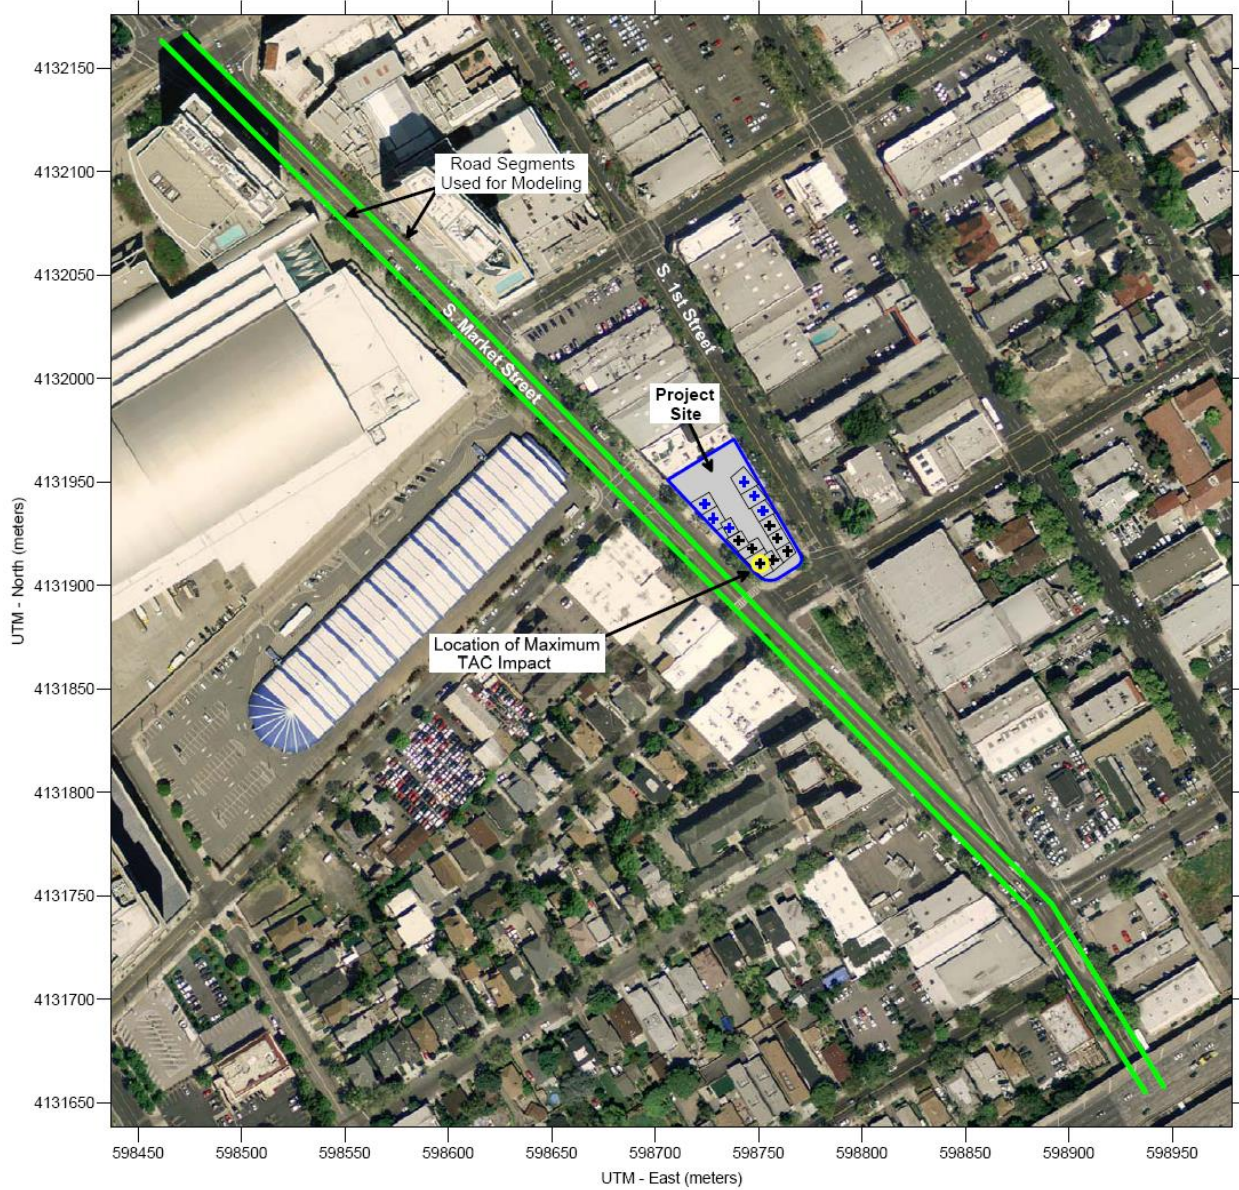 4132150
4132100
4132050
4132000
4131950
4131900
4131850
4131800
4131750
4131700
4131650
UTM - North (meters)
Road Segments
Used for Modeling
S. 1st Street
S. Market Street
Project
Site
Location of Maximum
TAC Impact
598450 598500 598550 598600 598650 598700 598750 598800 598850 598900 598950
UTM - East (meters)